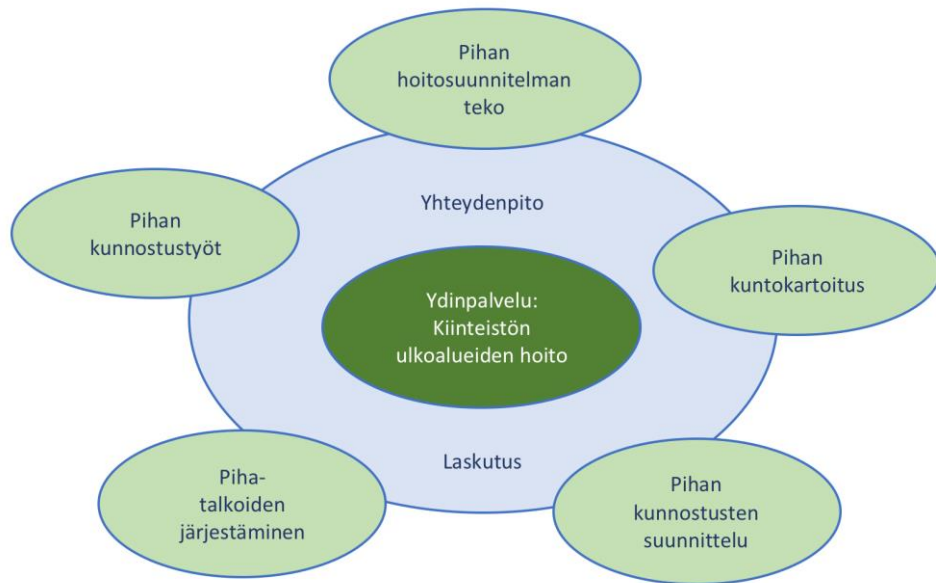 Pihan
hoitosuunnitelman
teko
Yhteydenpito
Pihan
kunnostustyöt
Pihan
kuntokartoitus
Ydinpalvelu:
Kiinteistön
ulkoalueiden hoito
Laskutus
Piha-
talkoiden
järjestäminen
Pihan
kunnostusten
suunnittelu